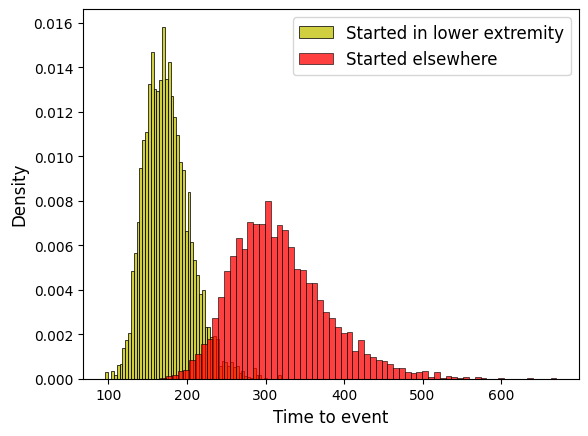 Started in lower extremity
Started elsewhere
0.016
0.014
0.012
0.010
0.008
0.006
0.004
0.002
0.000
Density
100 200 300 400 500 600
Time to event